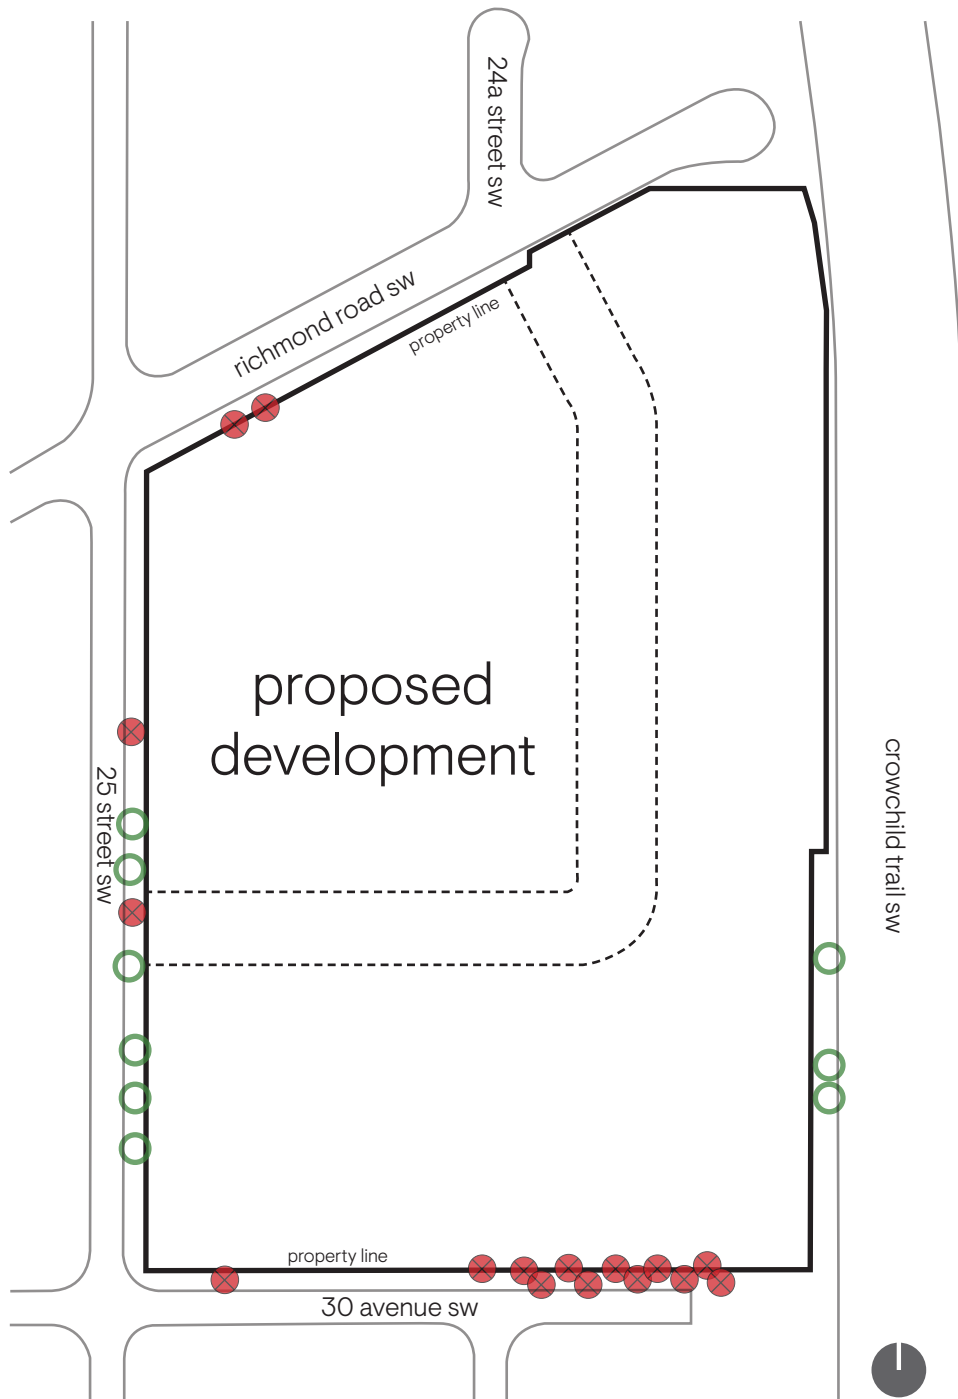 24a street sw
richmond road sw
property line
proposed
development
25 street sw
crowchild trail sw
property line
30 avenue sw